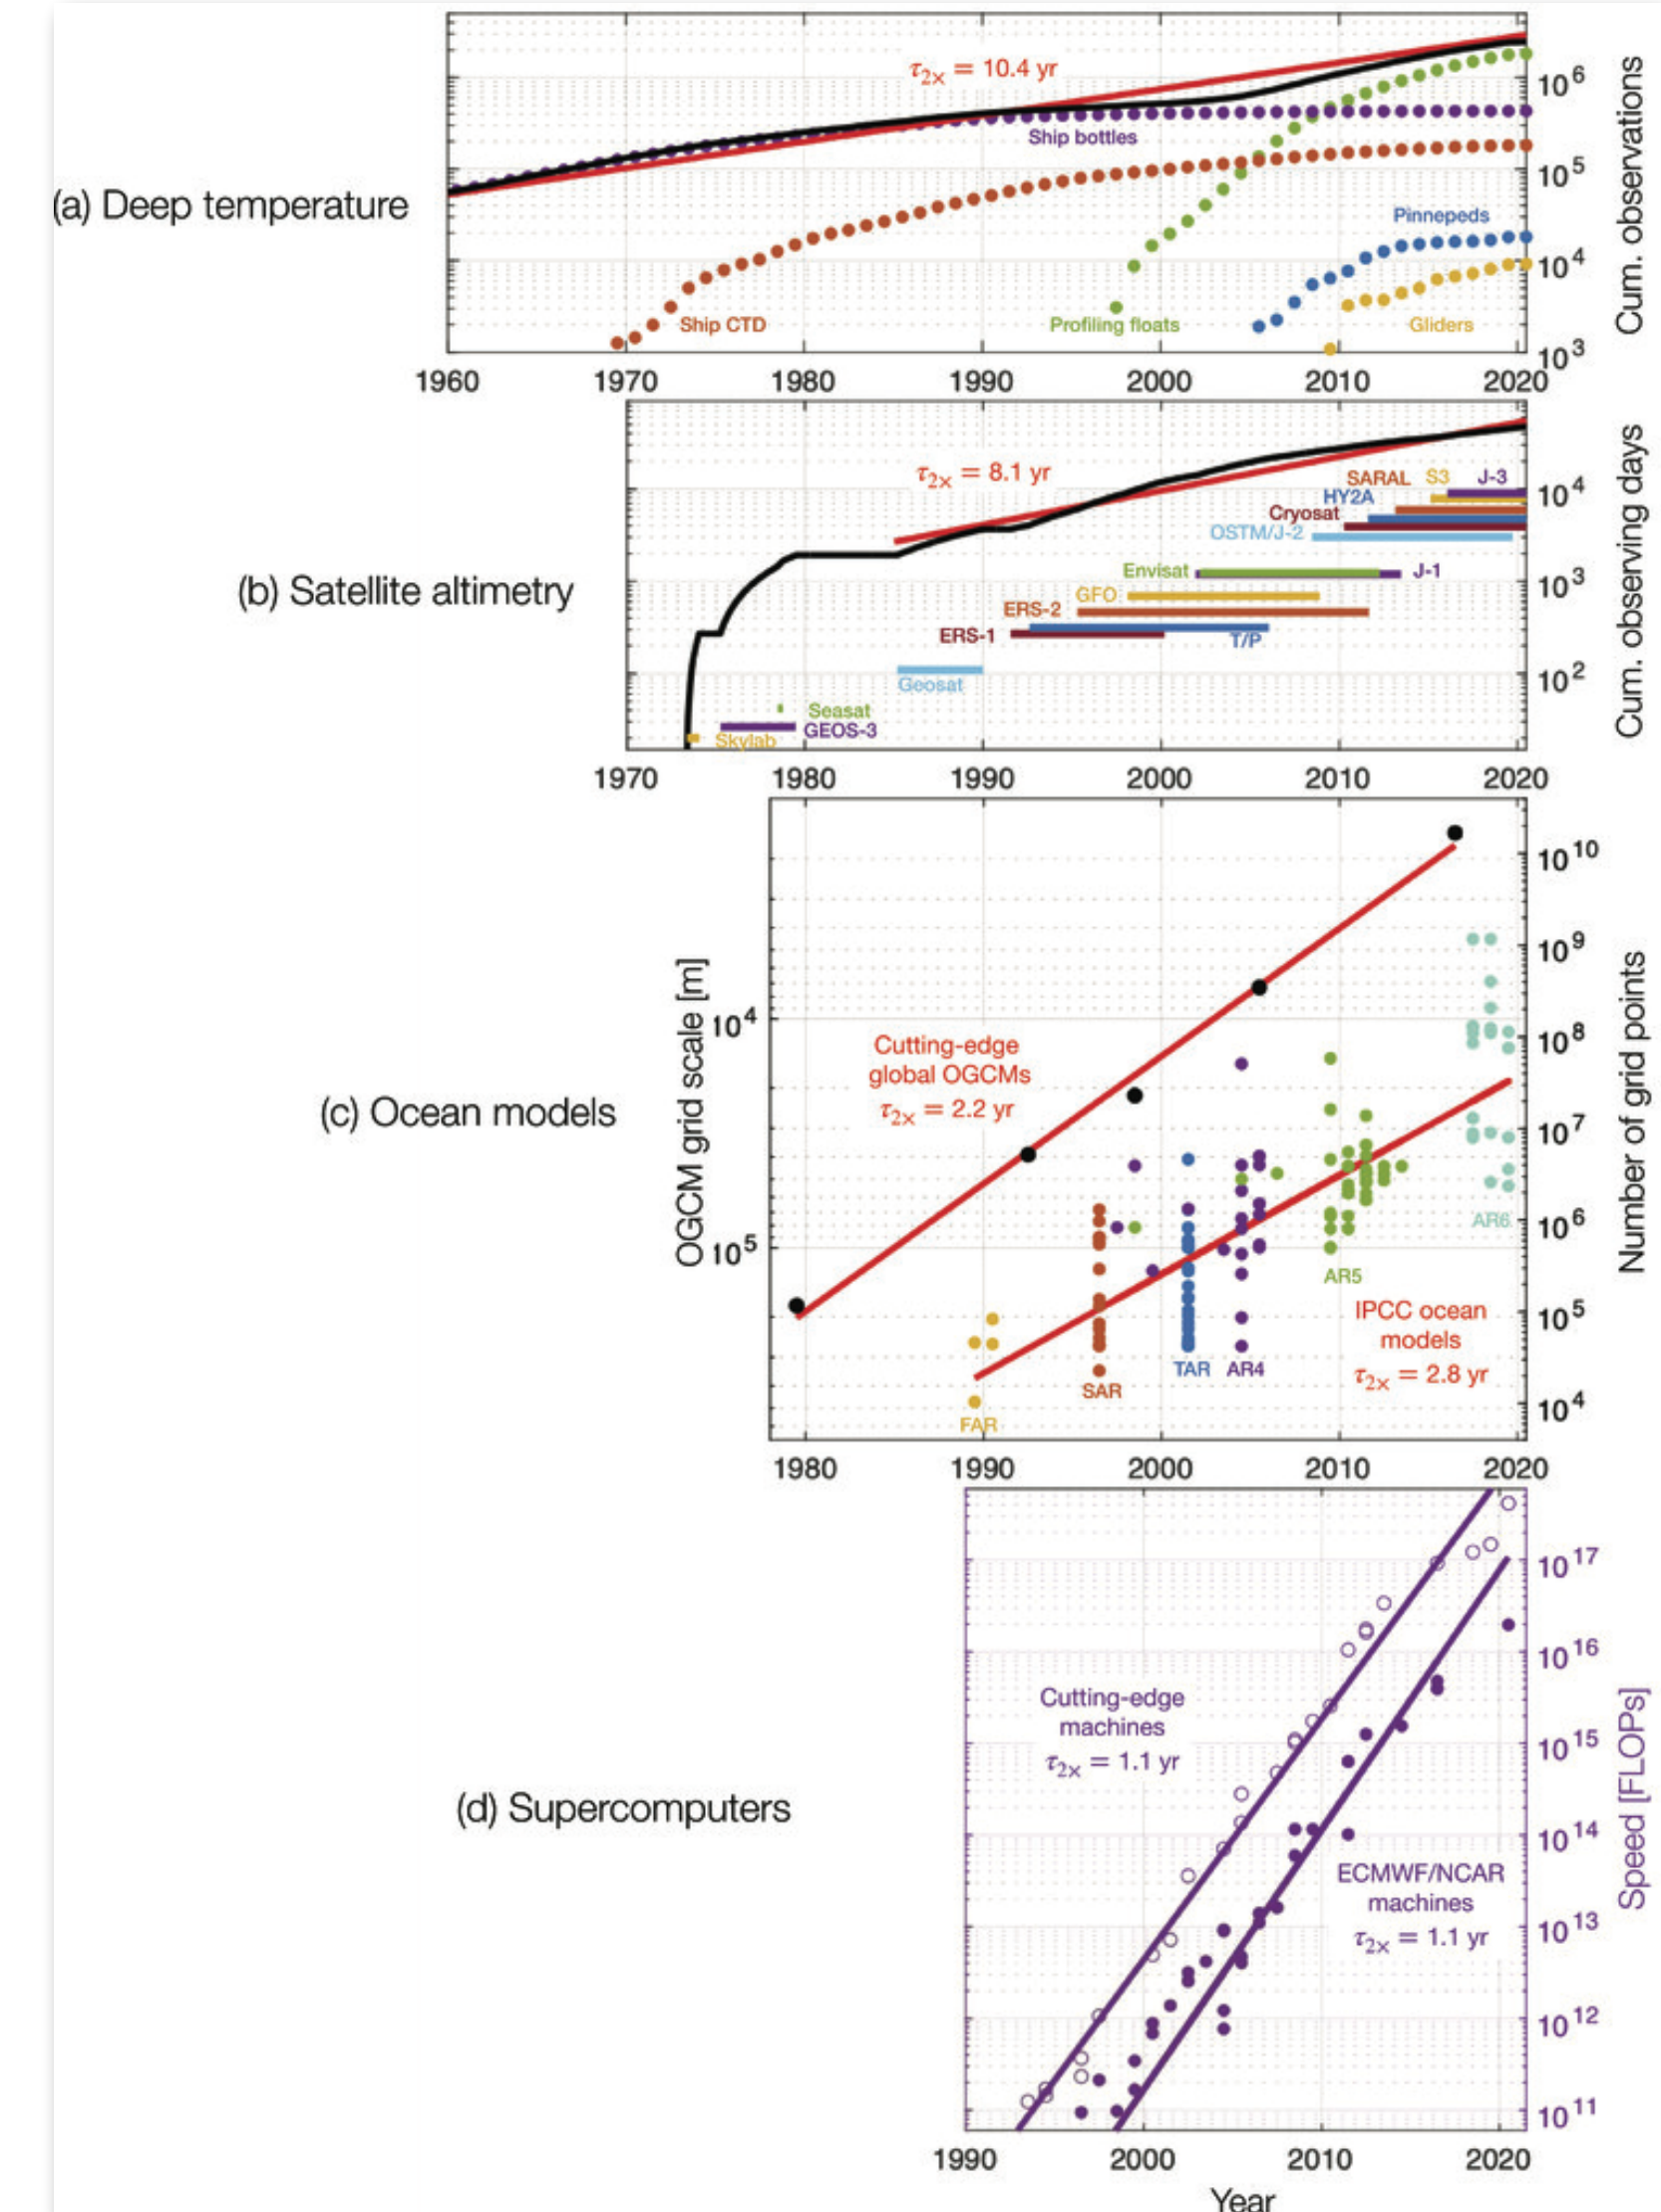 τ2× = 10.4 yr
10^6
Ship bottles
10^5
(a) Deep temperature
Pinnepeds
10^4
Ship CTD
Profiling floats
Gliders
10^3
Cum. observations
1960 1970 1980 1990 2000 2010 2020
τ2× = 8.1 yr
SARAL S3 J-3
10^4
HY2A
Cryosat
OSTM/J-2
Envisat J-1
10^3
(b) Satellite altimetry
GFO
ERS-2
ERS-1 T/P
10^2
Geosat
Seasat
GEOS-3
Skylab
Cum. observing days
1970 1980 1990 2000 2010 2020
10^10
10^9
OGCM grid scale [m]
10^4
10^8
Cutting-edge
global OGCMs
τ2× = 2.2 yr
(c) Ocean models
10^7
10^6
AR6
10^5
AR5
10^5
IPCC ocean
models
τ2× = 2.8 yr
TAR AR4
SAR
10^4
FAR
Number of grid points
1980 1990 2000 2010 2020
10^17
10^16
Cutting-edge
machines
τ2× = 1.1 yr
10^15
(d) Supercomputers
10^14
ECMWF/NCAR
machines
τ2× = 1.1 yr
10^13
10^12
10^11
Speed [FLOPs]
1990 2000 2010 2020
Year